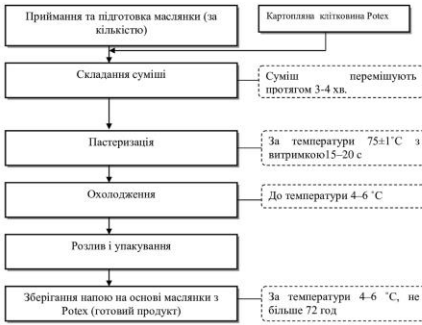 Приймання та підготовка маслянки (за
кількістю)
Картопляна клітковина Potex
Складання суміші
Суміш перемішують
протягом 3-4 хв.
Пастеризація
За температури 75±1˚С з
витримкою15–20 с
Охолодження
До температури 4–6 ˚С
Розлив і упакування
Зберігання напою на основі маслянки з
Potex (готовий продукт)
За температури 4–6 ˚С, не
більше 72 год